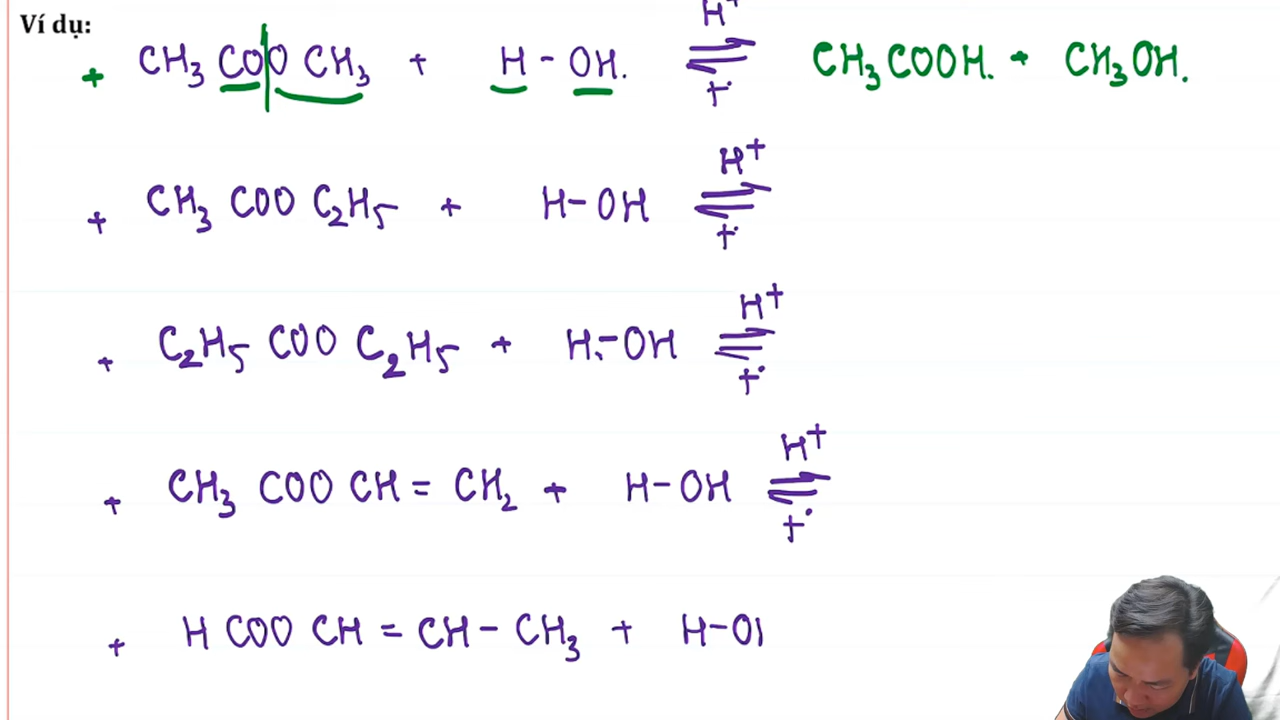 Ví dụ:
+ CH₃COOCH₃ + H-OH. ⇌ (H⁺, t°) CH₃COOH. + CH₃OH.
+ CH₃COOC₂H₅ + H-OH ⇌ (H⁺, t°)
+ C₂H₅COOC₂H₅ + H-OH ⇌ (H⁺, t°)
+ CH₃COOCH=CH₂ + H-OH ⇌ (H⁺, t°)
+ HCOOCH=CH-CH₃ + H-O